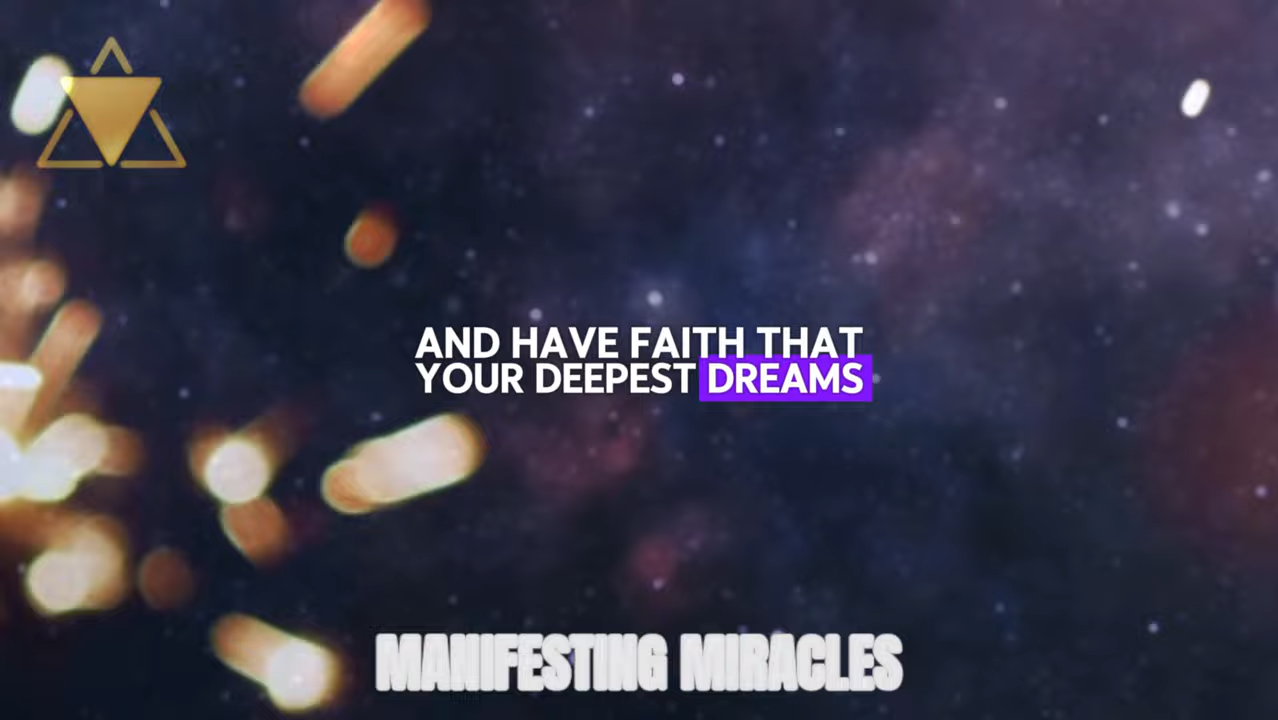 AND HAVE FAITH THAT
YOUR DEEPEST DREAMS
MANIFESTING MIRACLES